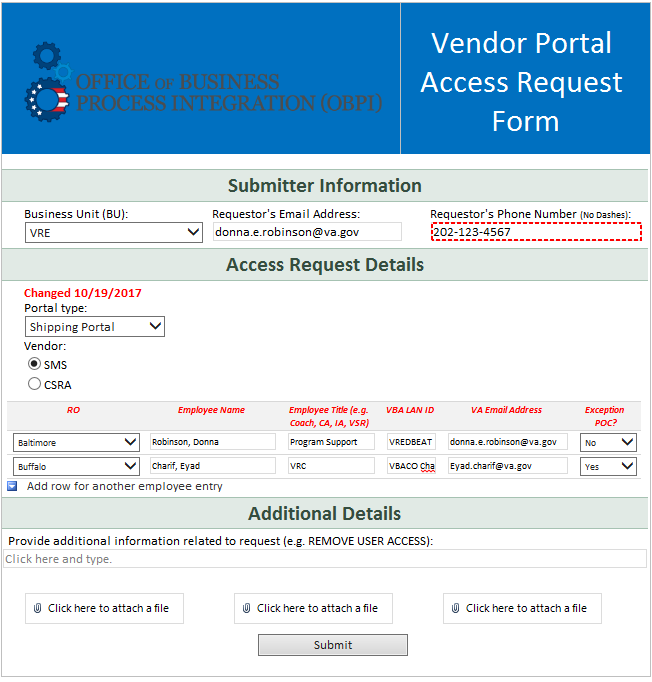 OFFICE OF BUSINESS
PROCESS INTEGRATION (OBPI)
Vendor Portal
Access Request
Form
Submitter Information
Business Unit (BU): Requestor's Email Address: Requestor's Phone Number (No Dashes):
VRE donna.e.robinson@va.gov 202-123-4567
Access Request Details
Changed 10/19/2017
Portal type:
Shipping Portal
Vendor:
SMS
CSRA
RO Employee Name Employee Title (e.g. VBA LAN ID VA Email Address Exception
Coach, CA, IA, VSR) POC?
Baltimore Robinson, Donna Program Support VREDBEAT donna.e.robinson@va.gov No
Buffalo Charif, Eyad VRC VBACO Cha Eyad.charif@va.gov Yes
Add row for another employee entry
Additional Details
Provide additional information related to request (e.g. REMOVE USER ACCESS):
Click here and type.
Click here to attach a file Click here to attach a file Click here to attach a file
Submit